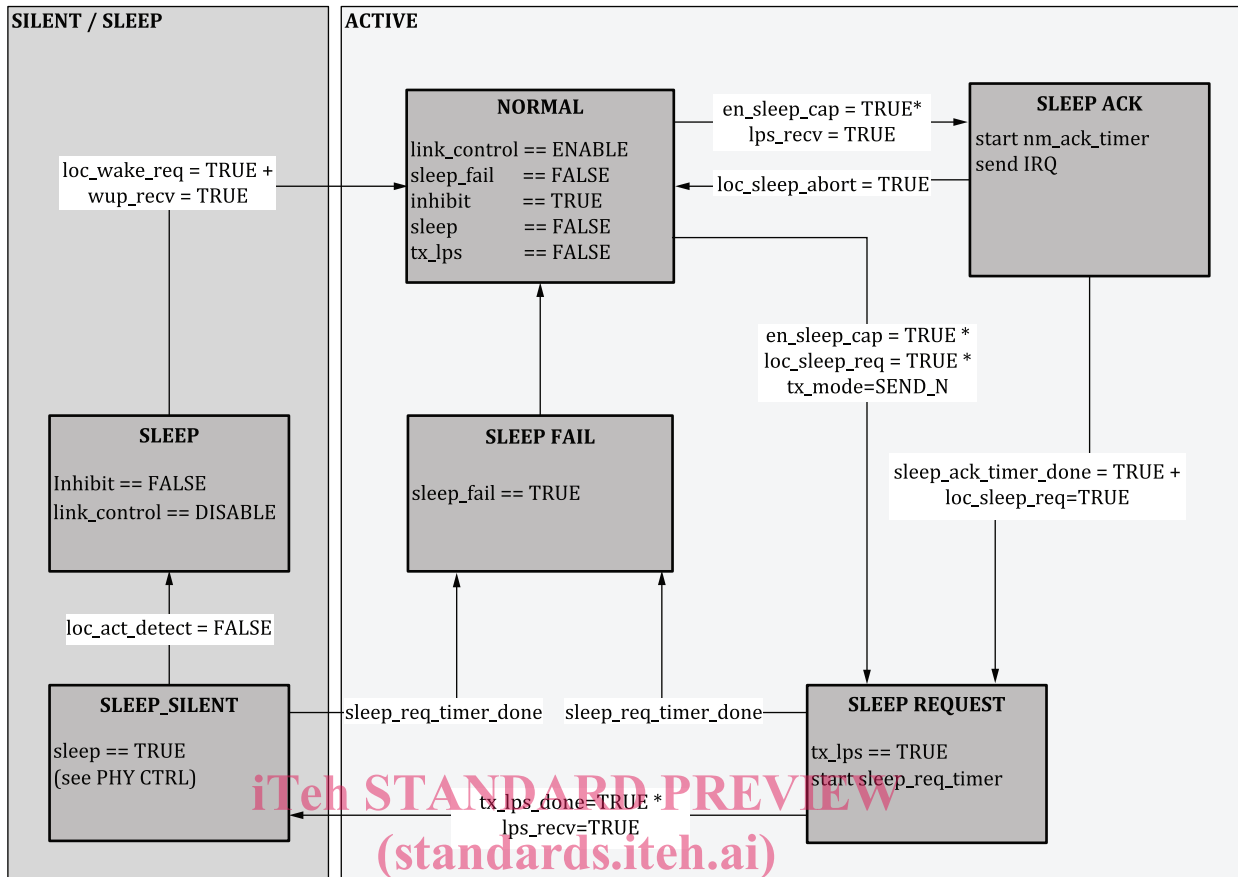 SILENT / SLEEP
ACTIVE
NORMAL
link_control == ENABLE
sleep_fail == FALSE
inhibit == TRUE
sleep == FALSE
tx_lps == FALSE
en_sleep_cap = TRUE*
lps_recv = TRUE
loc_sleep_abort = TRUE
SLEEP ACK
start nm_ack_timer
send IRQ
loc_wake_req = TRUE +
wup_recv = TRUE
en_sleep_cap = TRUE *
loc_sleep_req = TRUE *
tx_mode=SEND_N
SLEEP
Inhibit == FALSE
link_control == DISABLE
SLEEP FAIL
sleep_fail == TRUE
sleep_ack_timer_done = TRUE +
loc_sleep_req=TRUE
loc_act_detect = FALSE
SLEEP_SILENT
sleep == TRUE
(see PHY CTRL)
sleep_req_timer_done
sleep_req_timer_done
SLEEP REQUEST
tx_lps == TRUE
start sleep_req_timer
tx_lps_done=TRUE *
lps_recv=TRUE
iTeh STANDARD PREVIEW
(standards.iteh.ai)